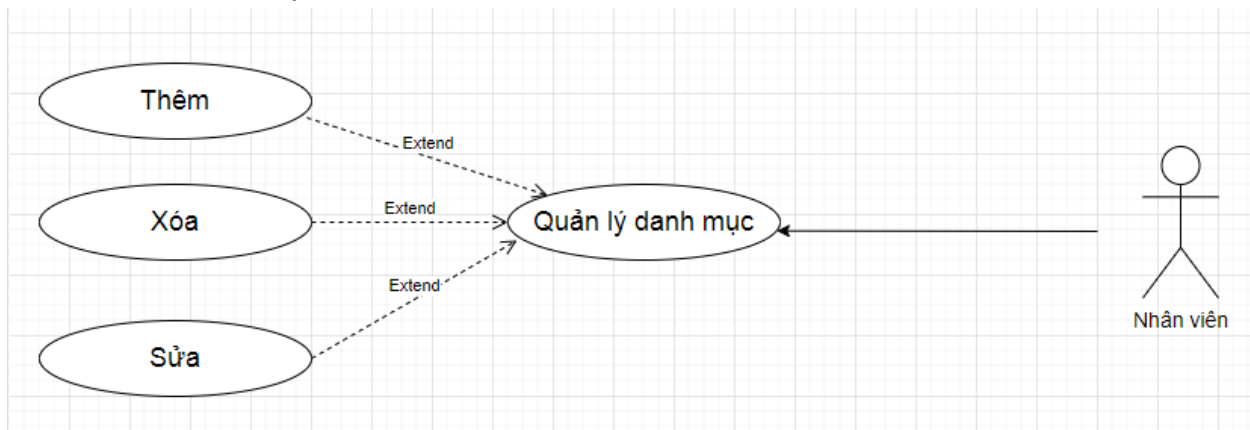 Thêm
Extend
Xóa
Extend
Quản lý danh mục
Extend
Sửa
Nhân viên